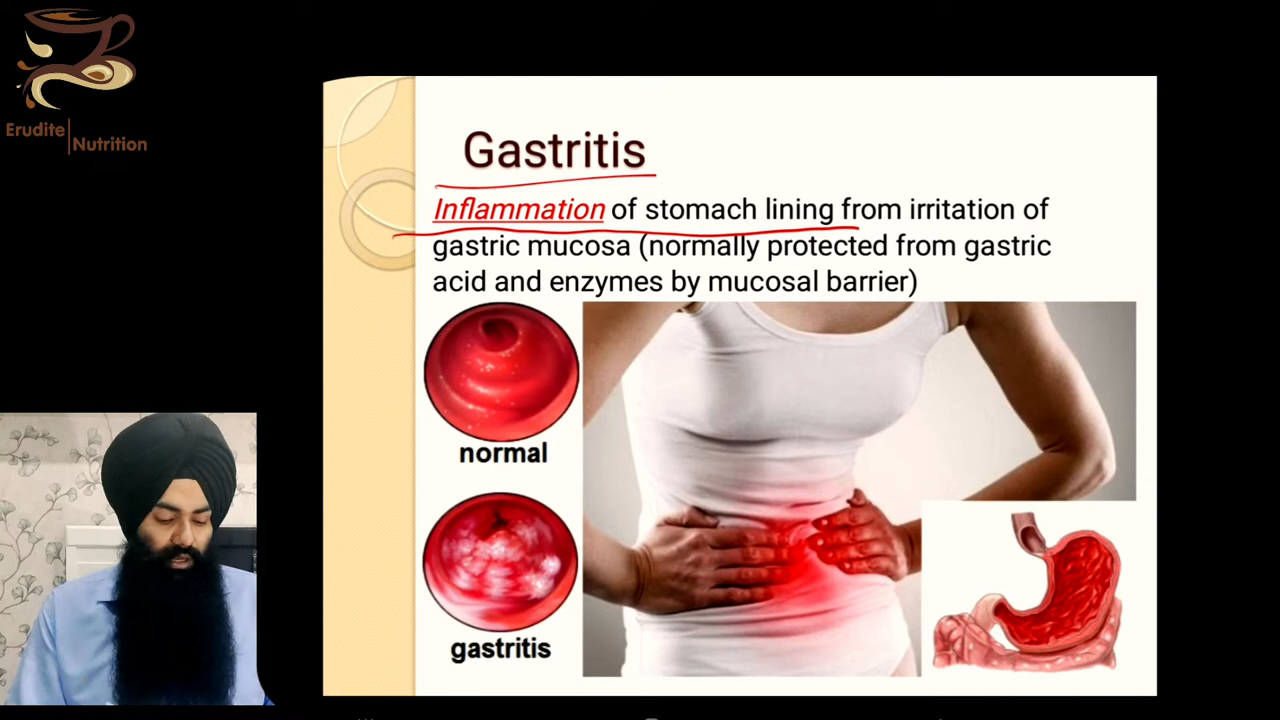 Erudite
Nutrition
Gastritis
Inflammation of stomach lining from irritation of
gastric mucosa (normally protected from gastric
acid and enzymes by mucosal barrier)
normal
gastritis